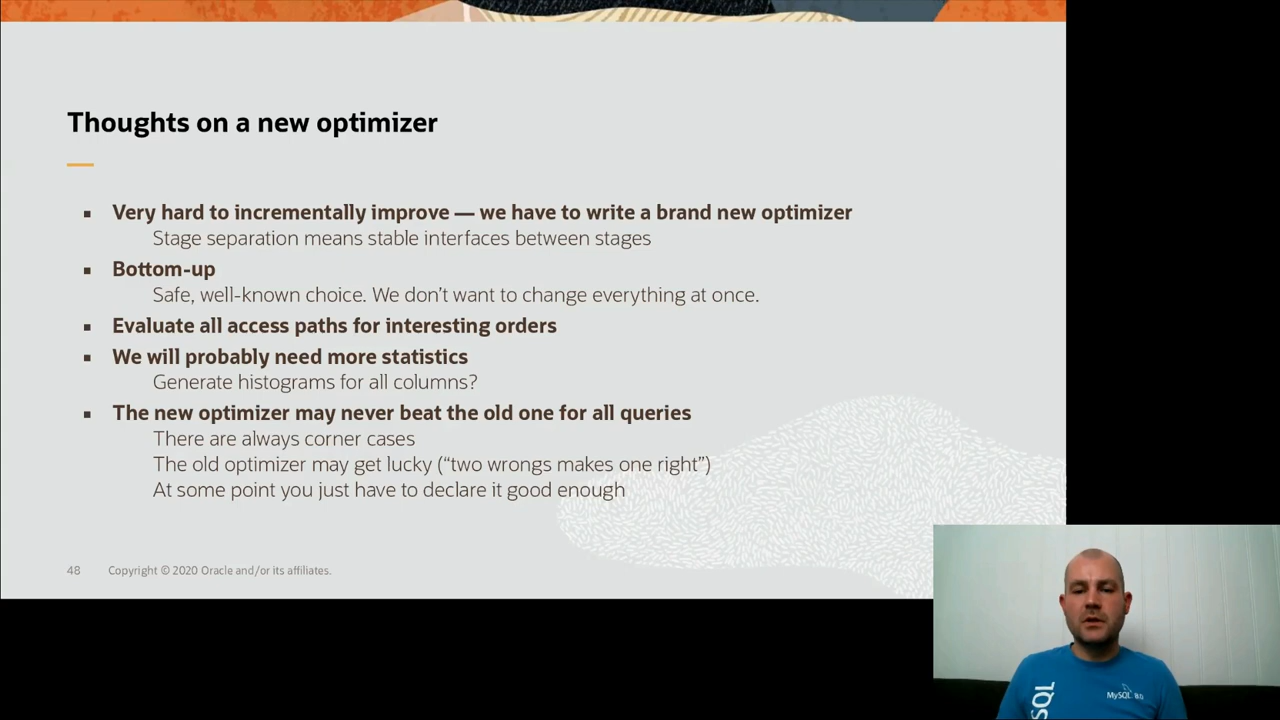 Thoughts on a new optimizer
Very hard to incrementally improve — we have to write a brand new optimizer
Stage separation means stable interfaces between stages
Bottom-up
Safe, well-known choice. We don’t want to change everything at once.
Evaluate all access paths for interesting orders
We will probably need more statistics
Generate histograms for all columns?
The new optimizer may never beat the old one for all queries
There are always corner cases
The old optimizer may get lucky (“two wrongs makes one right”)
At some point you just have to declare it good enough
48 Copyright © 2020 Oracle and/or its affiliates.
SQL
MySQL 8.0